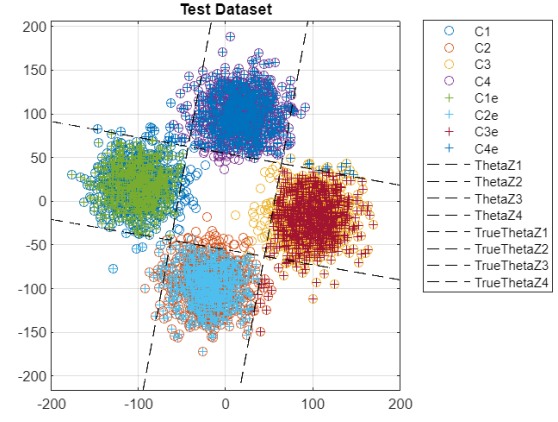 Test Dataset
200
150
100
50
0
-50
-100
-150
-200
-200
-100
0
100
200
C1
C2
C3
C4
C1e
C2e
C3e
C4e
ThetaZ1
ThetaZ2
ThetaZ3
ThetaZ4
TrueThetaZ1
TrueThetaZ2
TrueThetaZ3
TrueThetaZ4